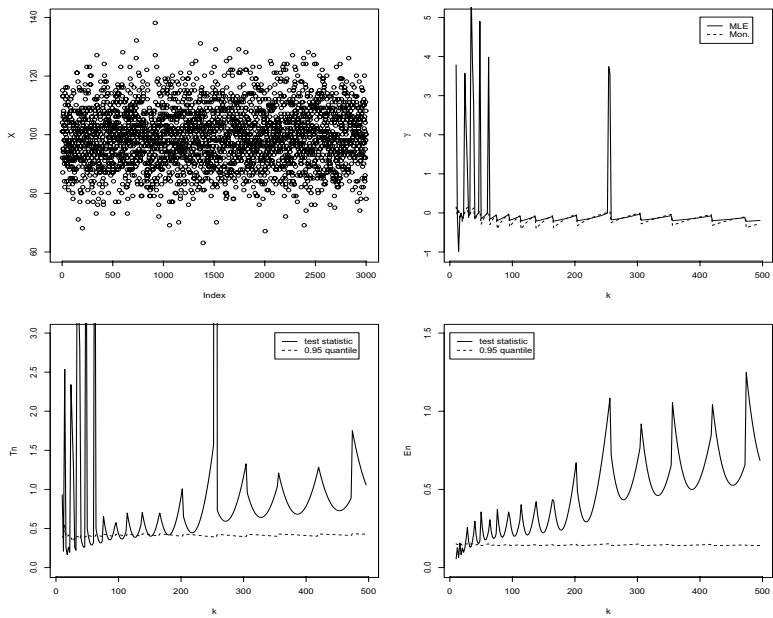 140
120
100
80
60
X
0 500 1000 1500 2000 2500 3000
Index
5
4
3
2
1
0
-1
γ
MLE
Mon.
0 100 200 300 400 500
k
3.0
2.5
2.0
1.5
1.0
0.5
0.0
Tn
test statistic
0.95 quantile
0 100 200 300 400 500
k
1.5
1.0
0.5
0.0
En
test statistic
0.95 quantile
0 100 200 300 400 500
k